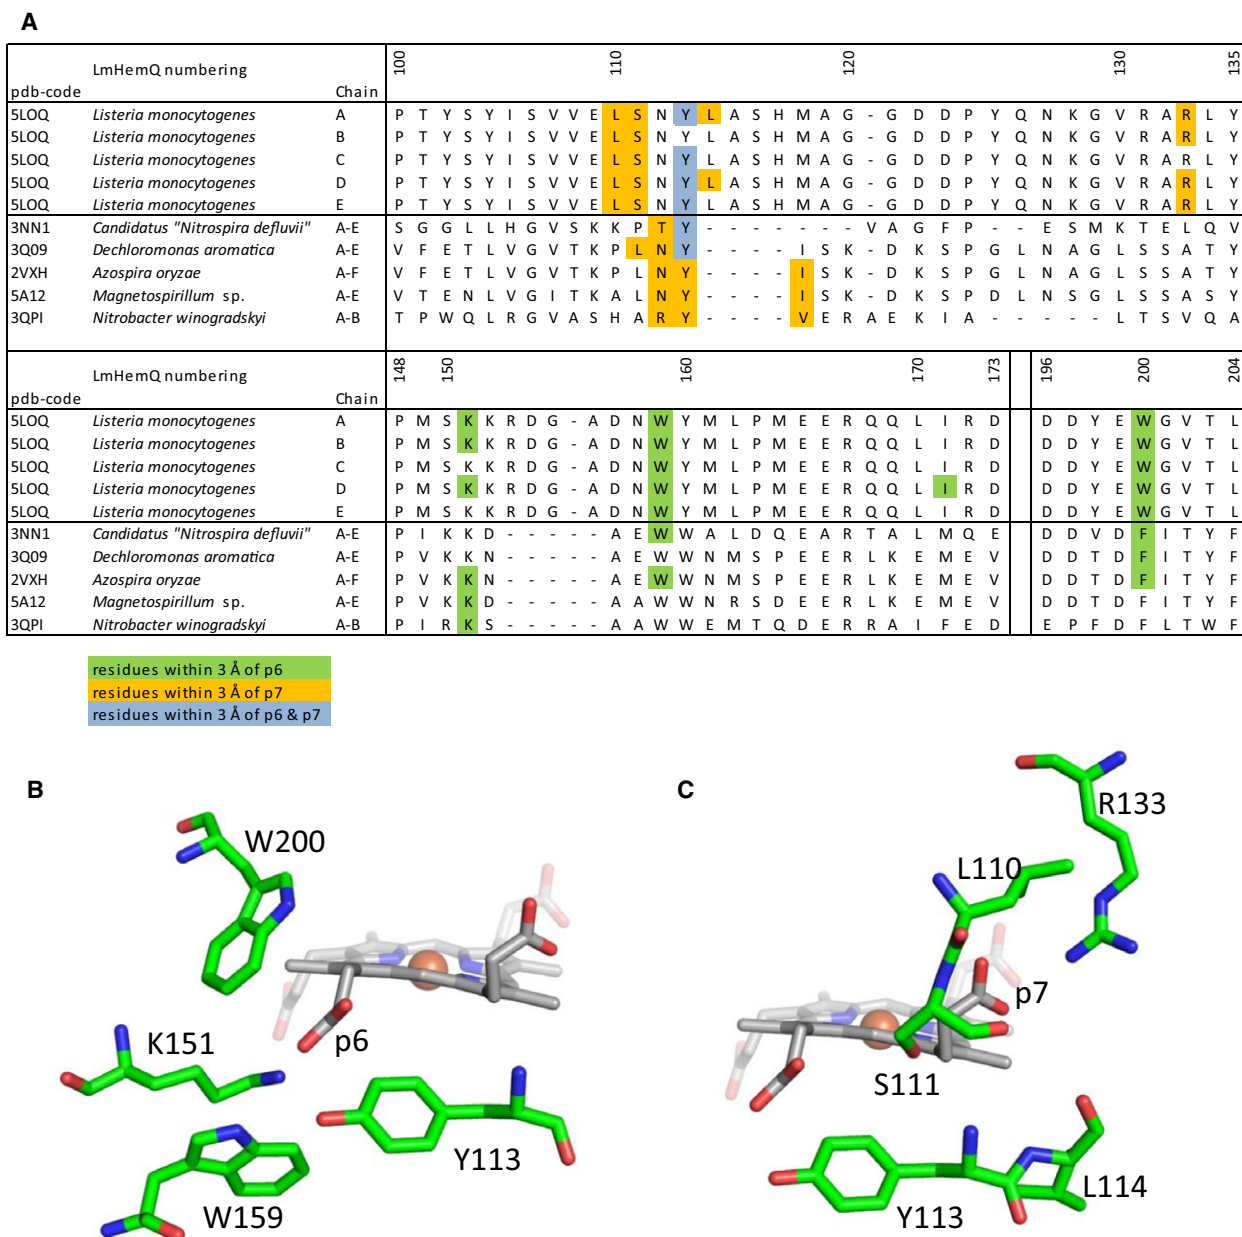 A
LmHemQ numbering 100 110 120 130 135
pdb-code Chain
5LOQ Listeria monocytogenes A P T Y S Y I S V V E L S N Y L A S H M A G - G D D P Y Q N K G V R A R L Y
5LOQ Listeria monocytogenes B P T Y S Y I S V V E L S N Y L A S H M A G - G D D P Y Q N K G V R A R L Y
5LOQ Listeria monocytogenes C P T Y S Y I S V V E L S N Y L A S H M A G - G D D P Y Q N K G V R A R L Y
5LOQ Listeria monocytogenes D P T Y S Y I S V V E L S N Y L A S H M A G - G D D P Y Q N K G V R A R L Y
5LOQ Listeria monocytogenes E P T Y S Y I S V V E L S N Y L A S H M A G - G D D P Y Q N K G V R A R L Y
3NN1 Candidatus "Nitrospira defluvii" A-E S G G L L H G V S K K P T Y - - - - - - - V A G F P - - E S M K T E L Q V
3Q09 Dechloromonas aromatica A-E V F E T L V G V T K P L N Y - - - - I S K - D K S P G L N A G L S S A T Y
2VXH Azospira oryzae A-F V F E T L V G V T K P L N Y - - - - I S K - D K S P G L N A G L S S A T Y
5A12 Magnetospirillum sp. A-E V T E N L V G I T K A L N Y - - - - I S K - D K S P D L N S G L S S A S Y
3QPI Nitrobacter winogradskyi A-B T P W Q L R G V A S H A R Y - - - - V E R A E K I A - - - - - L T S V Q A
LmHemQ numbering 148 150 160 170 173 196 200 204
pdb-code Chain
5LOQ Listeria monocytogenes A P M S K K R D G - A D N W Y M L P M E E R Q Q L I R D D D Y E W G V T L
5LOQ Listeria monocytogenes B P M S K K R D G - A D N W Y M L P M E E R Q Q L I R D D D Y E W G V T L
5LOQ Listeria monocytogenes C P M S K K R D G - A D N W Y M L P M E E R Q Q L I R D D D Y E W G V T L
5LOQ Listeria monocytogenes D P M S K K R D G - A D N W Y M L P M E E R Q Q L I R D D D Y E W G V T L
5LOQ Listeria monocytogenes E P M S K K R D G - A D N W Y M L P M E E R Q Q L I R D D D Y E W G V T L
3NN1 Candidatus "Nitrospira defluvii" A-E P I K K D - - - - - A E W W A L D Q E A R T A L M Q E D D V D F I T Y F
3Q09 Dechloromonas aromatica A-E P V K K N - - - - - A E W W N M S P E E R L K E M E V D D T D F I T Y F
2VXH Azospira oryzae A-F P V K K N - - - - - A E W W N M S P E E R L K E M E V D D T D F I T Y F
5A12 Magnetospirillum sp. A-E P V K K D - - - - - A A W W N R S D E E R L K E M E V D D T D F I T Y F
3QPI Nitrobacter winogradskyi A-B P I R K S - - - - - A A W W E M T Q D E R R A I F E D E P F D F L T W F
residues within 3 Å of p6
residues within 3 Å of p7
residues within 3 Å of p6 & p7
B
W200
K151
p6
Y113
W159
C
R133
L110
p7
S111
L114
Y113